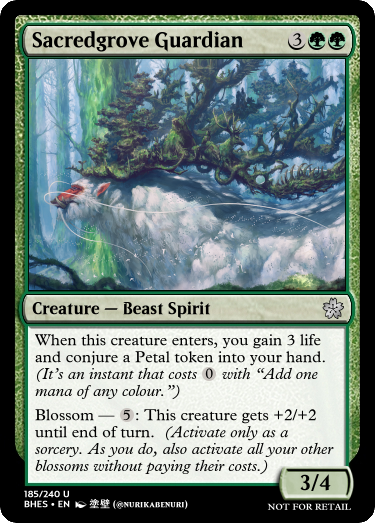 Sacredgrove Guardian 3
Creature — Beast Spirit
When this creature enters, you gain 3 life
and conjure a Petal token into your hand.
(It's an instant that costs 0 with “Add one
mana of any colour.”)
Blossom — 5: This creature gets +2/+2
until end of turn. (Activate only as a
sorcery. As you do, also activate all your other
blossoms without paying their costs.)
3/4
185/240 U
BHES • EN 塗壁 (@NURIKABENURI)
NOT FOR RETAIL